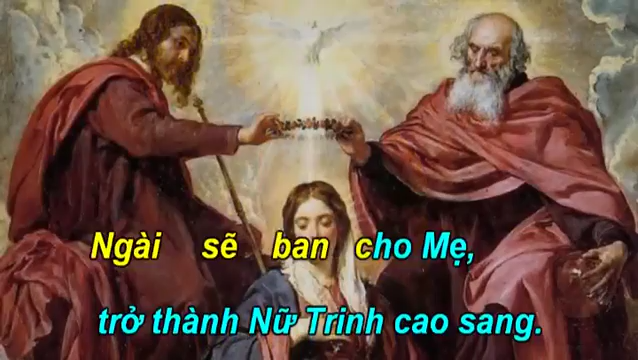 Ngài sẽ ban cho Mẹ,
trở thành Nữ Trinh cao sang.